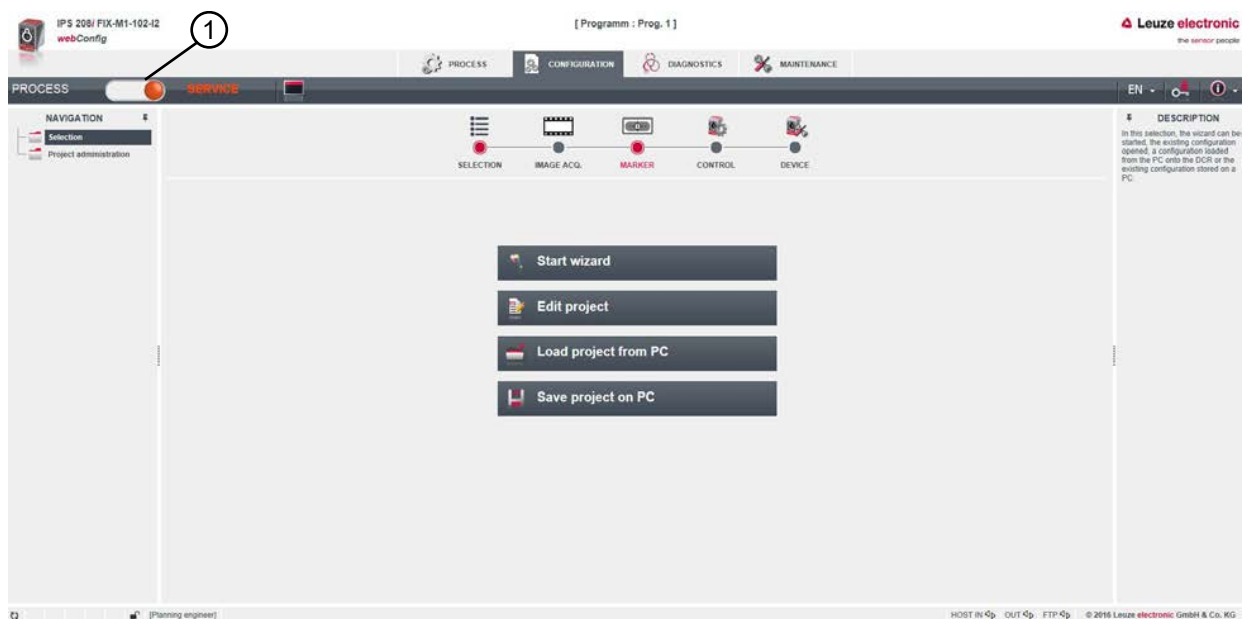 IPS 208i FIX-M1-102-I2
webConfig
1
[ Programm : Prog. 1 ]
Leuze electronic
the sensor people
PROCESS
CONFIGURATION
DIAGNOSTICS
MAINTENANCE
PROCESS
SERVICE
EN
NAVIGATION
Selection
Project administration
SELECTION
IMAGE ACQ.
MARKER
CONTROL
DEVICE
DESCRIPTION
In this selection, the wizard can be
started, the existing configuration
opened, a configuration loaded
from the PC onto the DCR or the
existing configuration stored on a
PC.
Start wizard
Edit project
Load project from PC
Save project on PC
[Planning engineer]
HOST IN OUT FTP
© 2016 Leuze electronic GmbH & Co. KG